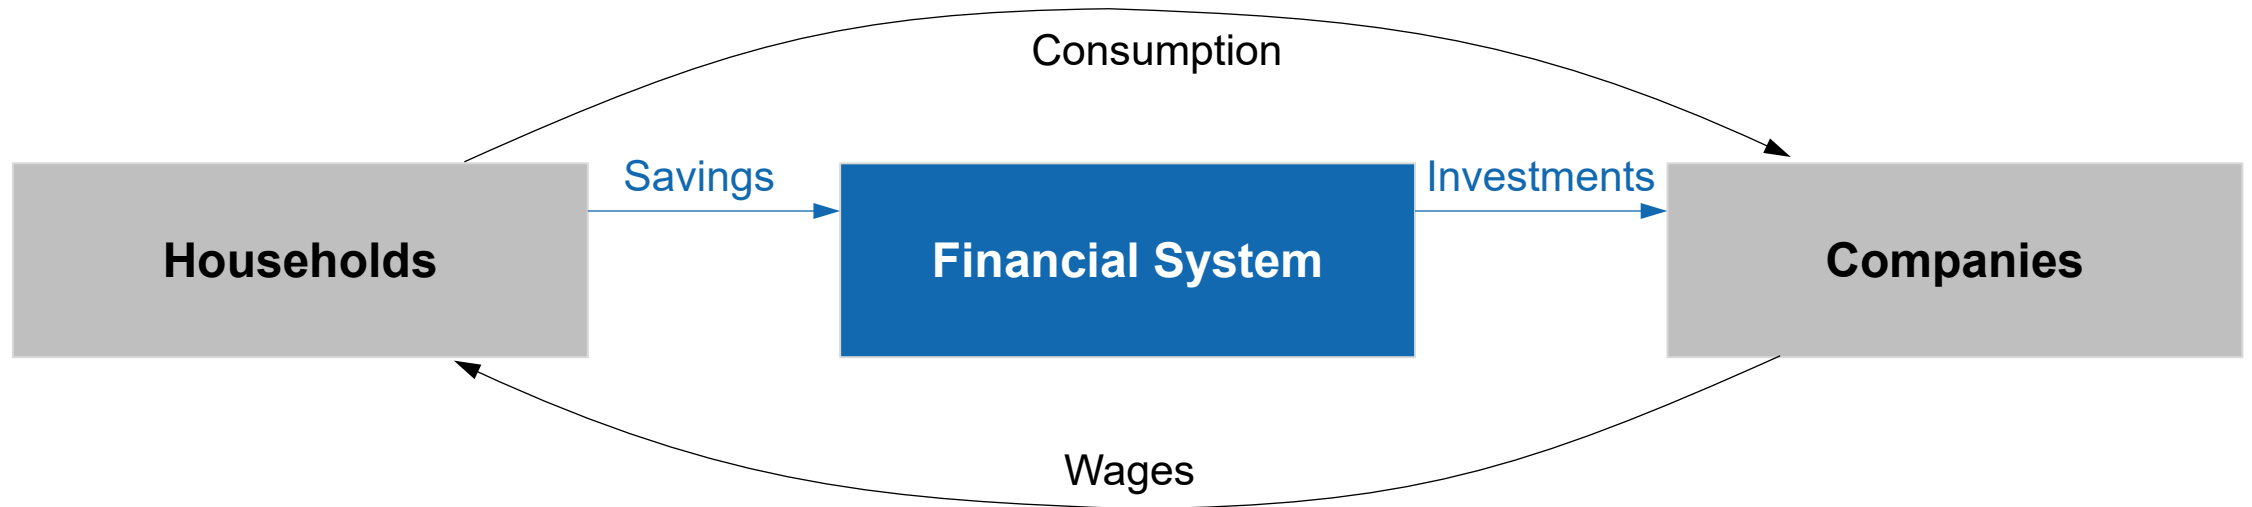 Consumption
Savings
Investments
Households
Financial System
Companies
Wages